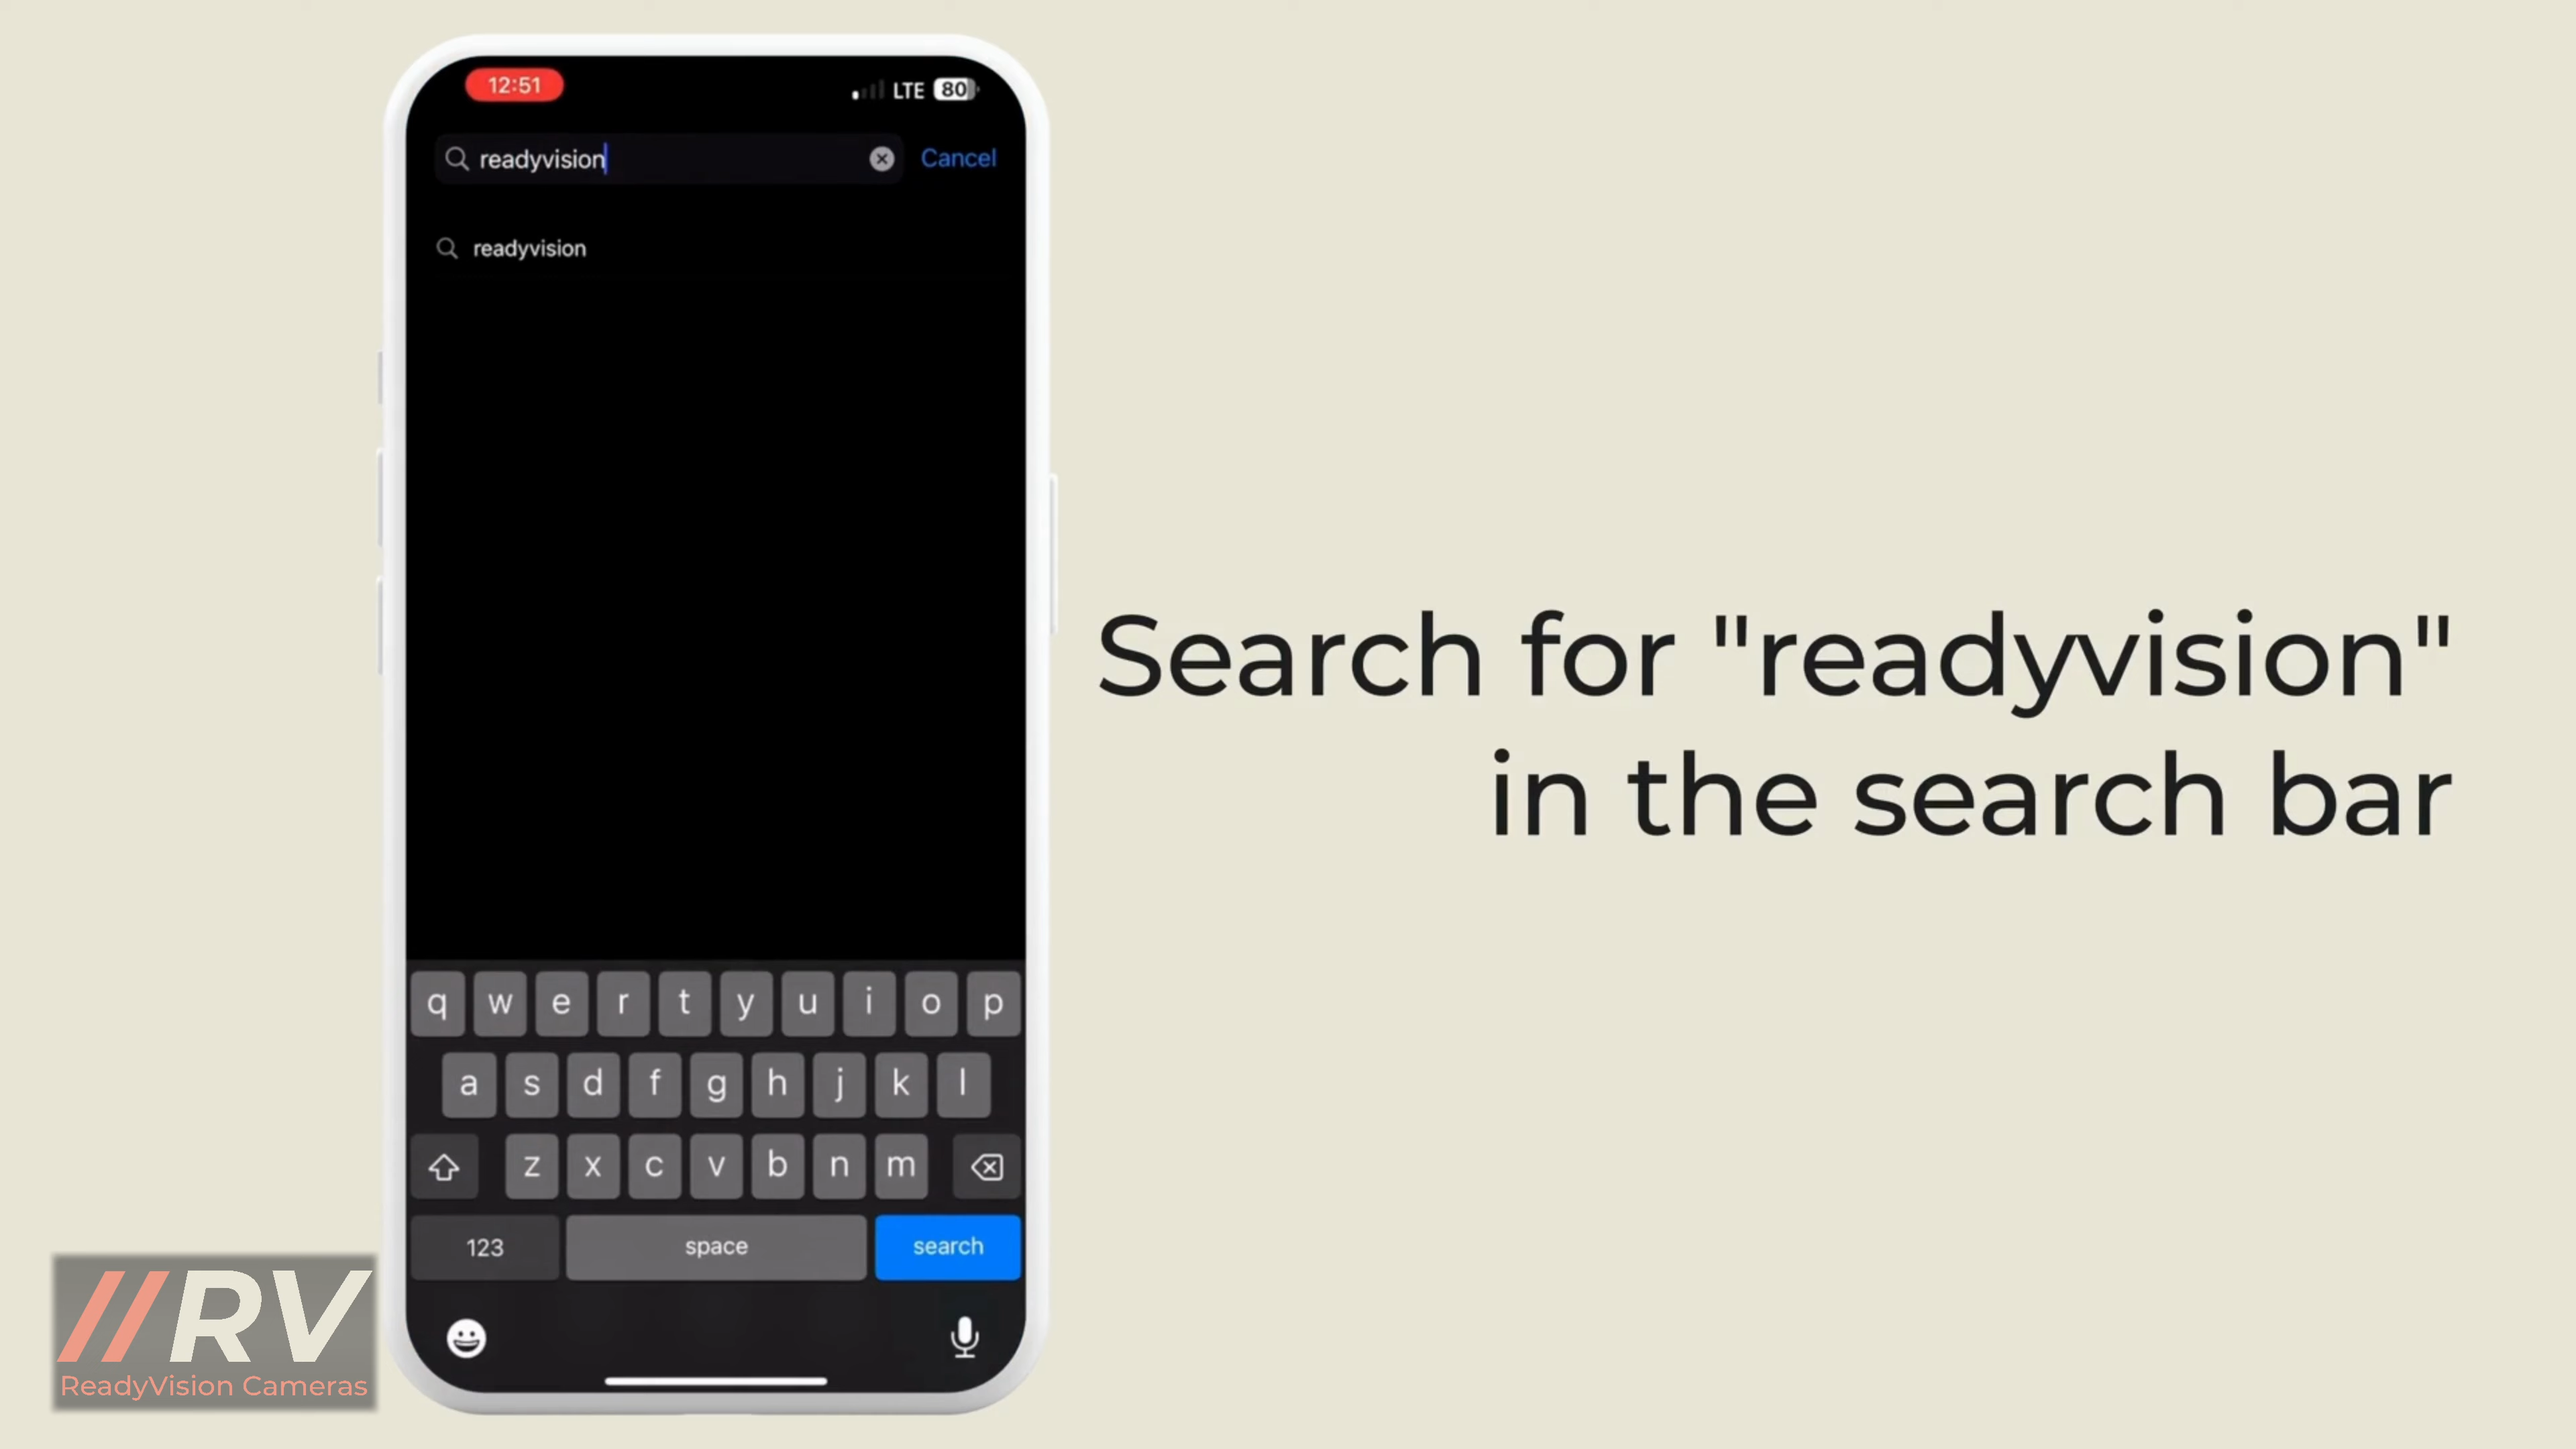 12:51
LTE 80
readyvision
Cancel
readyvision
Search for "readyvision"
in the search bar
q w e r t y u i o p
a s d f g h j k l
z x c v b n m
123 space search
//RV
ReadyVision Cameras